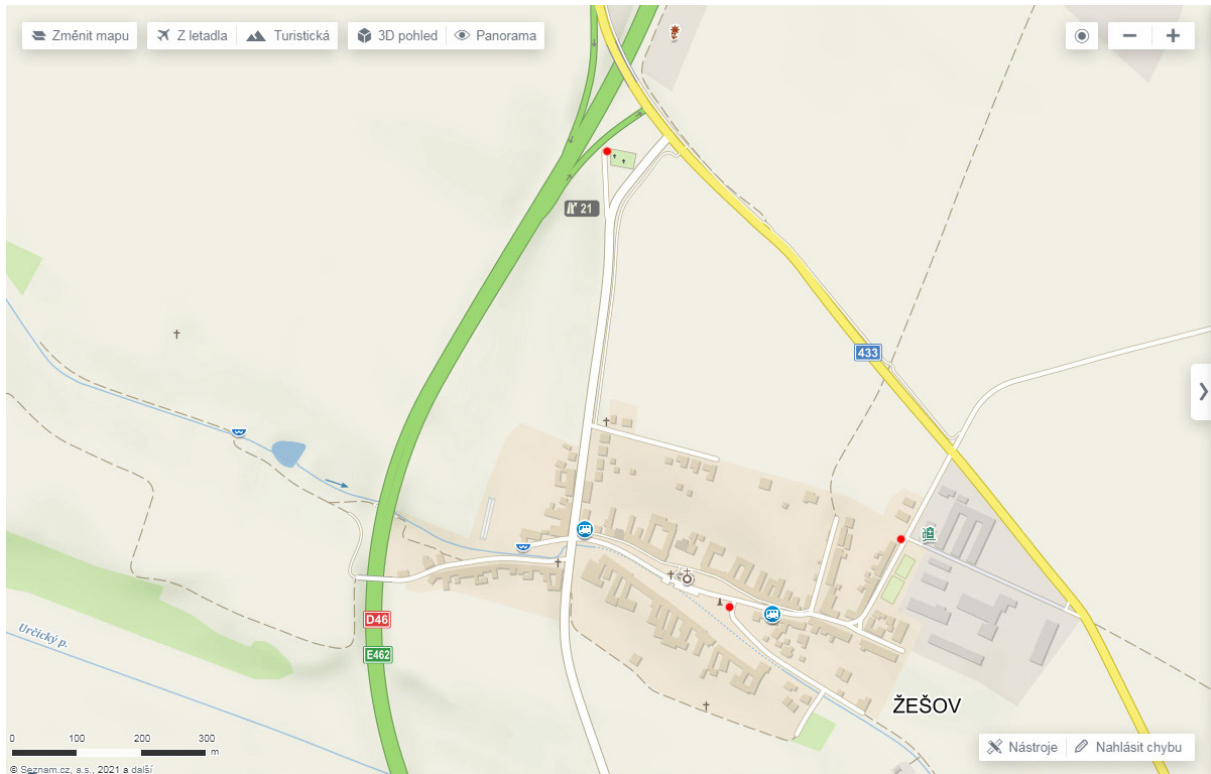 Změnit mapu
Z letadla
Turistická
3D pohled
Panorama
21
433
D46
E462
Určický p.
ŽEŠOV
0 100 200 300
m
Nástroje
Nahlásit chybu
© Seznam.cz, a.s., 2021 a další